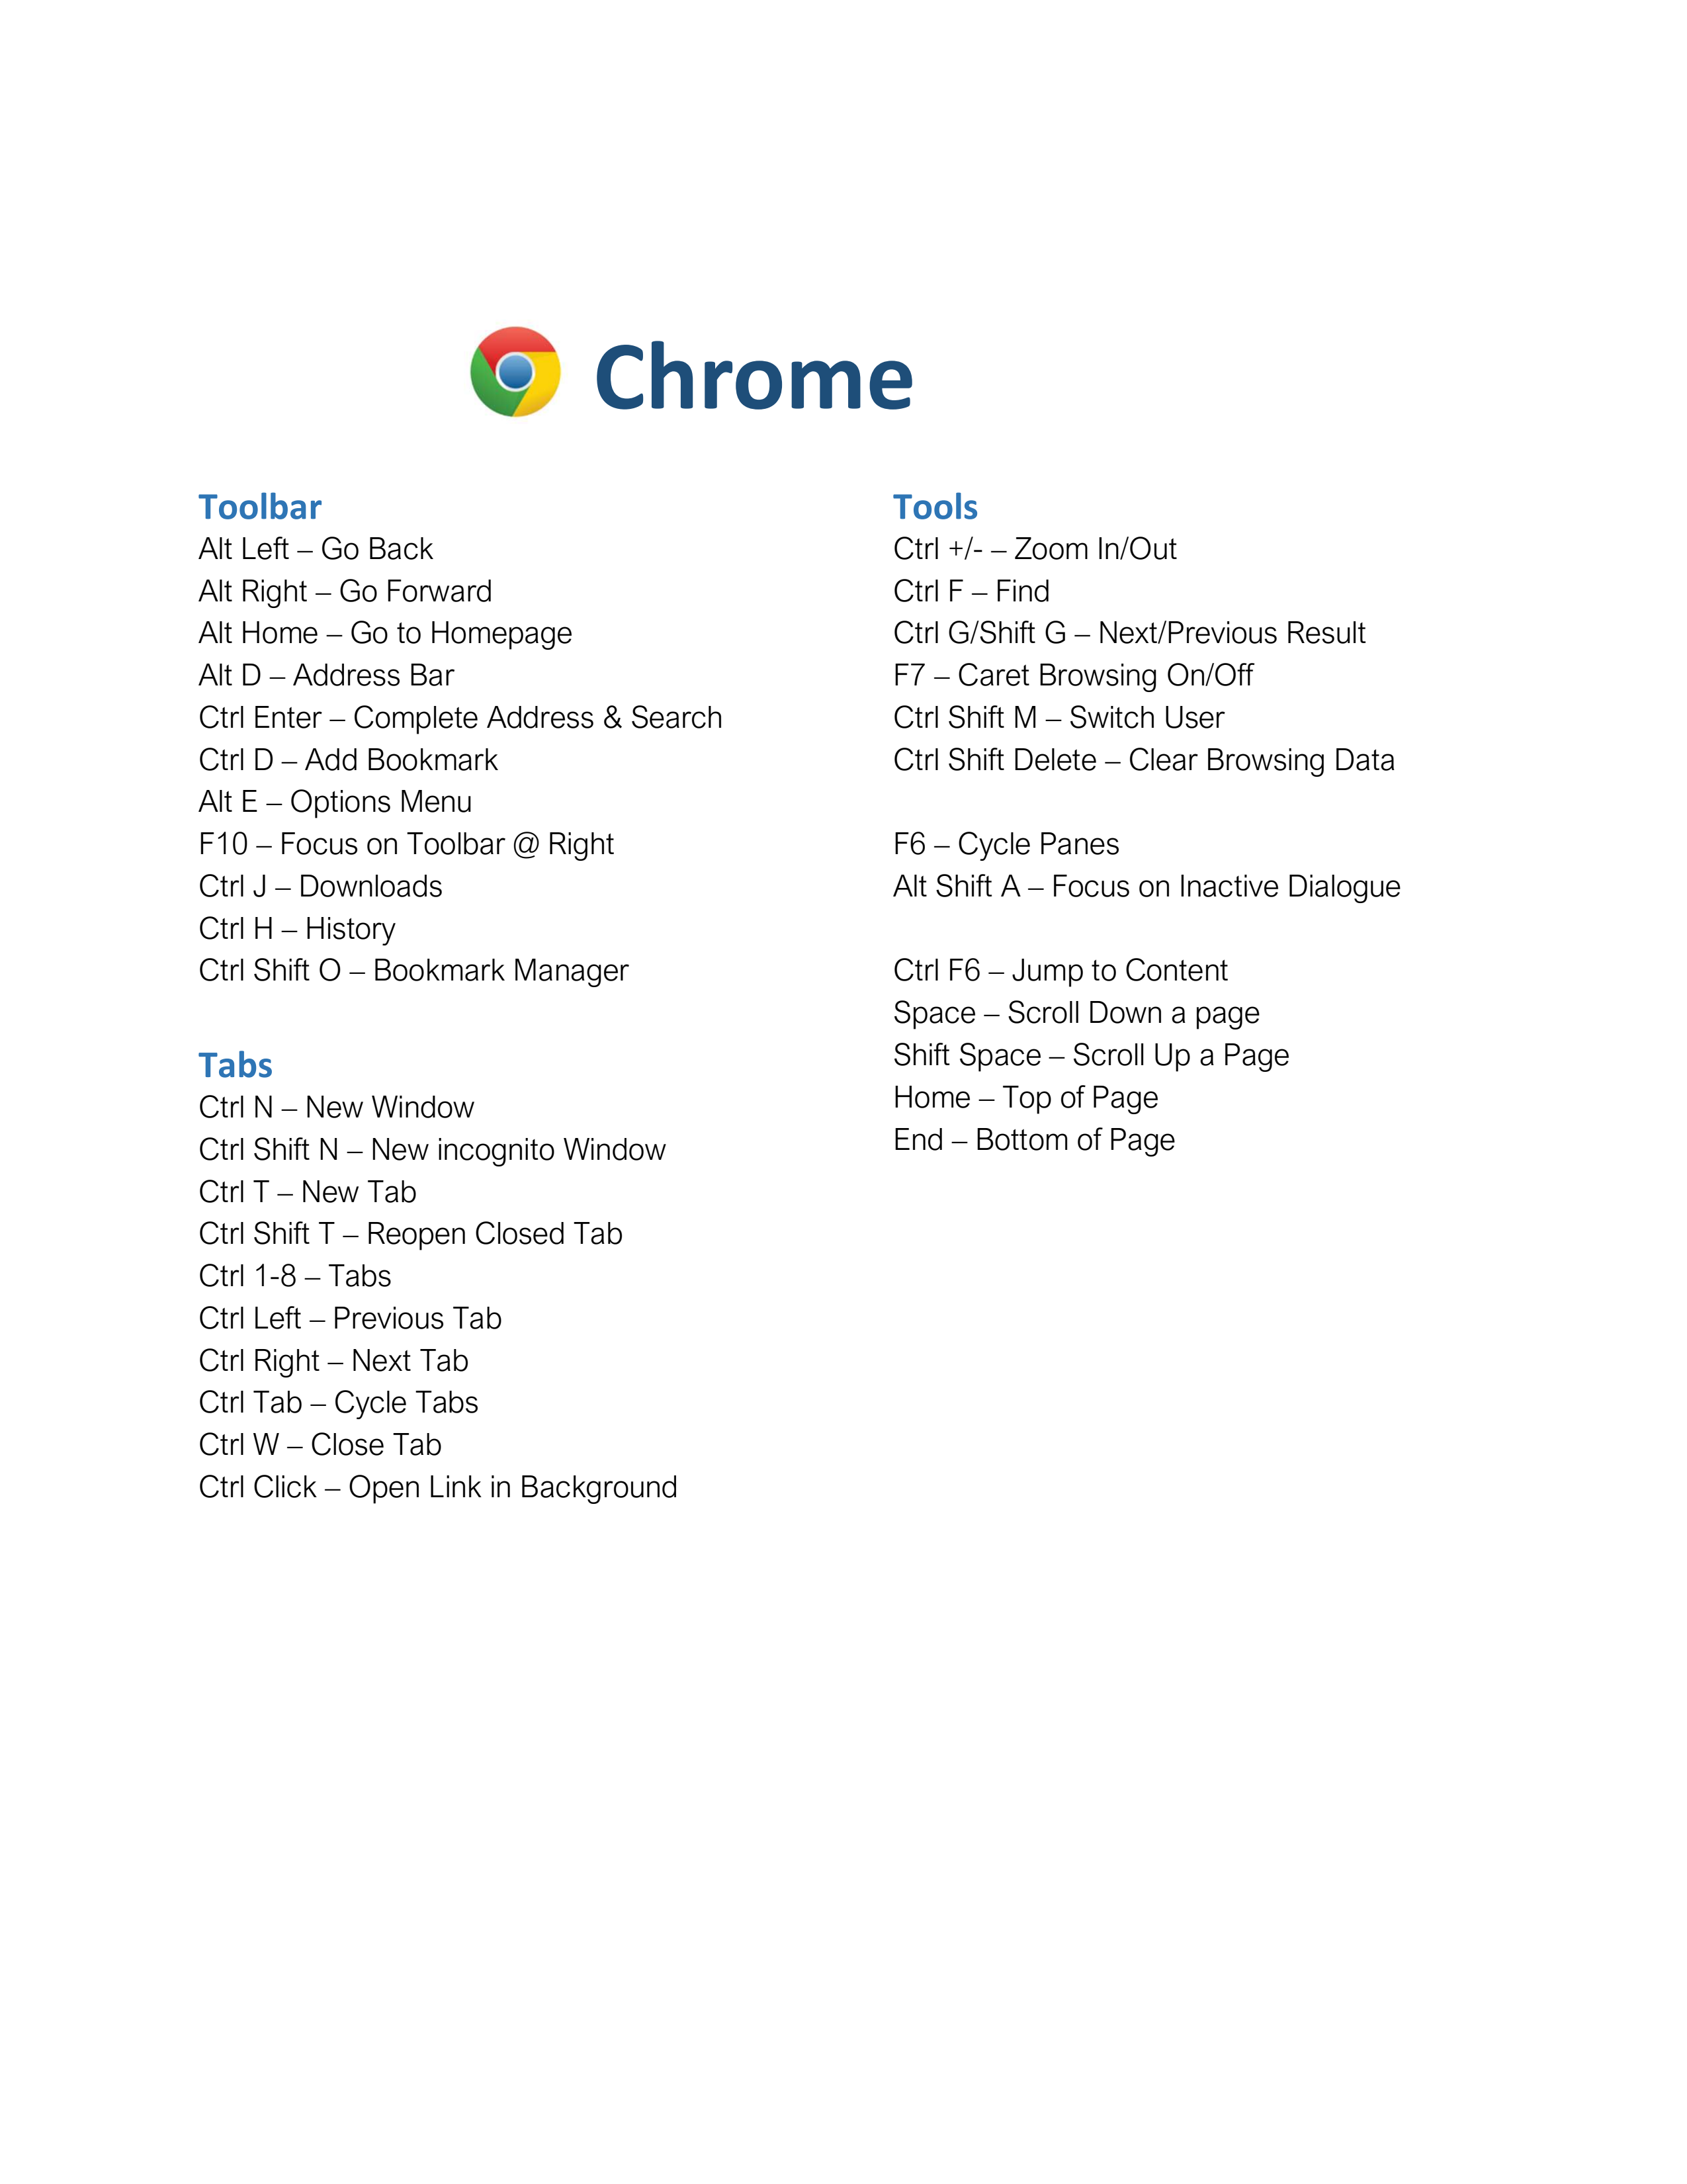 Chrome
Toolbar
Alt Left – Go Back
Alt Right – Go Forward
Alt Home – Go to Homepage
Alt D – Address Bar
Ctrl Enter – Complete Address & Search
Ctrl D – Add Bookmark
Alt E – Options Menu
F10 – Focus on Toolbar @ Right
Ctrl J – Downloads
Ctrl H – History
Ctrl Shift O – Bookmark Manager
Tabs
Ctrl N – New Window
Ctrl Shift N – New incognito Window
Ctrl T – New Tab
Ctrl Shift T – Reopen Closed Tab
Ctrl 1-8 – Tabs
Ctrl Left – Previous Tab
Ctrl Right – Next Tab
Ctrl Tab – Cycle Tabs
Ctrl W – Close Tab
Ctrl Click – Open Link in Background
Tools
Ctrl +/- – Zoom In/Out
Ctrl F – Find
Ctrl G/Shift G – Next/Previous Result
F7 – Caret Browsing On/Off
Ctrl Shift M – Switch User
Ctrl Shift Delete – Clear Browsing Data
F6 – Cycle Panes
Alt Shift A – Focus on Inactive Dialogue
Ctrl F6 – Jump to Content
Space – Scroll Down a page
Shift Space – Scroll Up a Page
Home – Top of Page
End – Bottom of Page